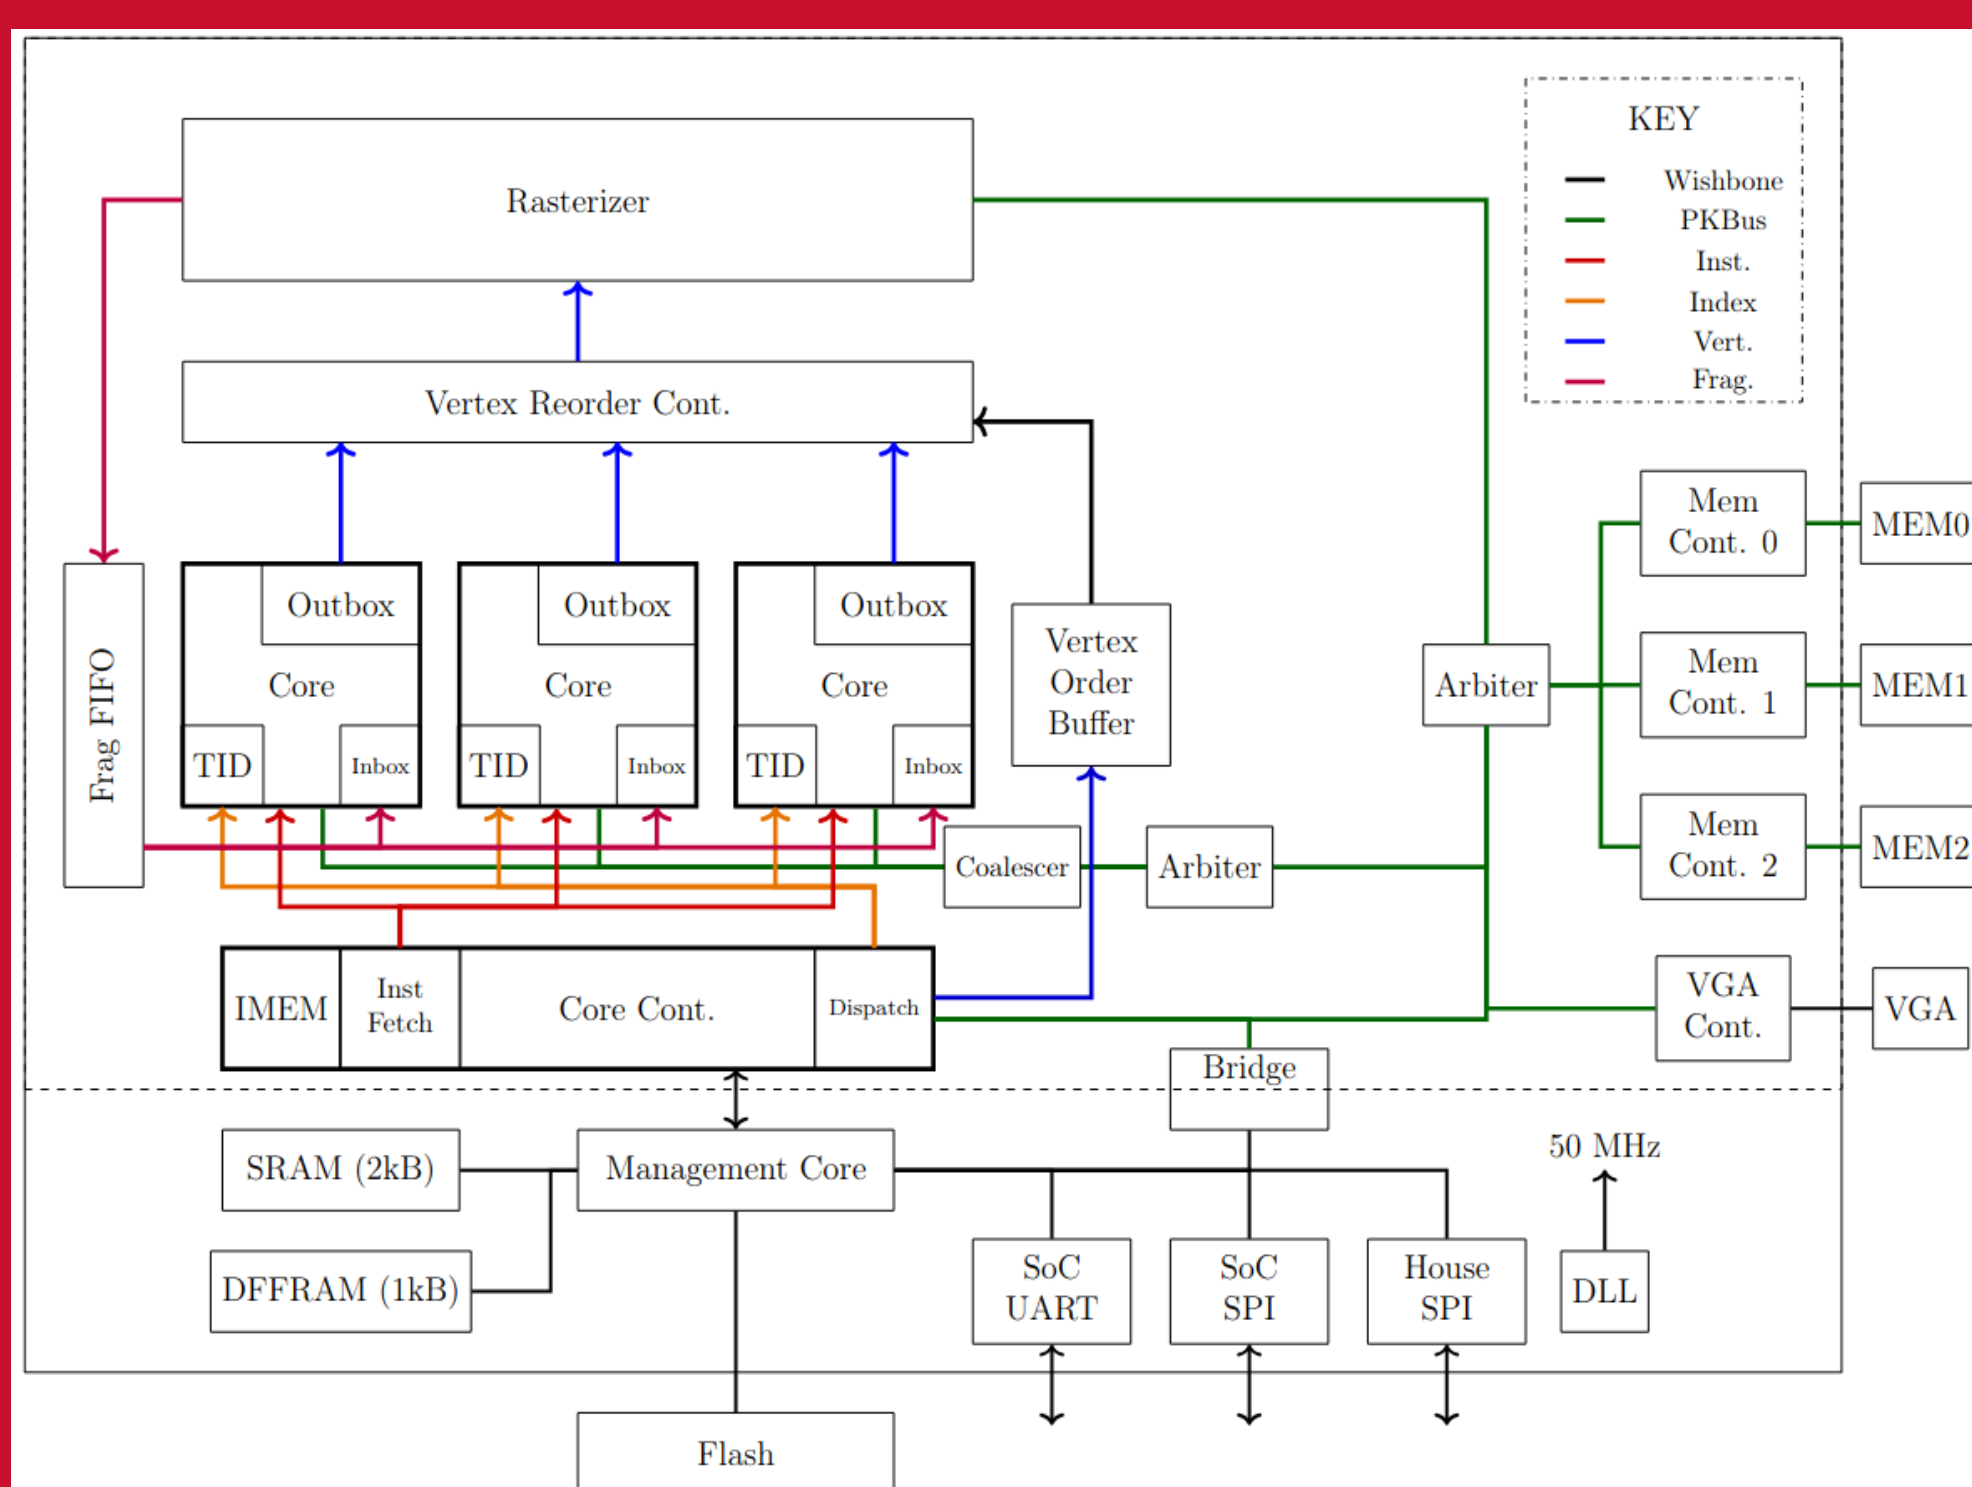 KEY
Wishbone
PKBus
Inst.
Index
Vert.
Frag.
Rasterizer
Vertex Reorder Cont.
Mem
Cont. 0
MEM0
Outbox
Outbox
Outbox
Core
Core
Core
TID
Inbox
TID
Inbox
TID
Inbox
Frag FIFO
Vertex
Order
Buffer
Arbiter
Mem
Cont. 1
MEM1
Coalescer
Arbiter
Mem
Cont. 2
MEM2
IMEM
Inst
Fetch
Core Cont.
Dispatch
VGA
Cont.
VGA
Bridge
SRAM (2kB)
Management Core
50 MHz
DFFRAM (1kB)
SoC
UART
SoC
SPI
House
SPI
DLL
Flash